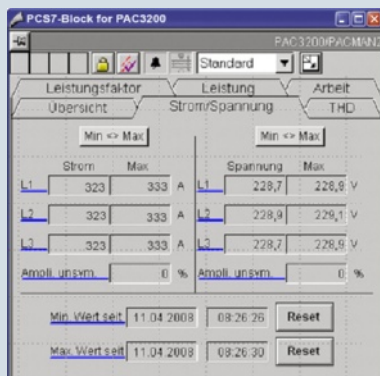 PCS7-Block for PAC3200
PAC3200/PACMAN2
Standard
Leistungsfaktor Leistung Arbeit
Übersicht Strom/Spannung THD
Min <> Max Min <> Max
Strom Max Spannung Max
L1 323 333 A L1 228,7 228,9 V
L2 323 333 A L2 228,9 229,1 V
L3 323 333 A L3 228,7 228,9 V
Ampli. unsym. 0 % Ampli. unsym. 0 %
Min. Wert seit 11.04.2008 08:26:26 Reset
Max. Wert seit 11.04.2008 08:26:30 Reset